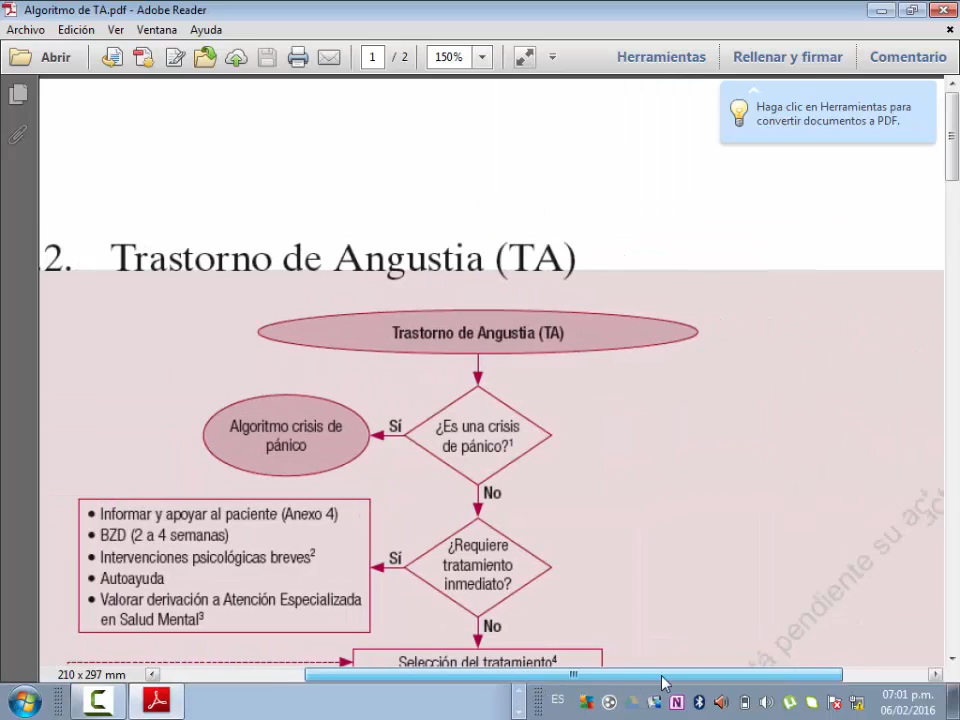 Algoritmo de TA.pdf - Adobe Reader
Archivo Edición Ver Ventana Ayuda
Abrir 1 / 2 150% Herramientas Rellenar y firmar Comentario
Haga clic en Herramientas para
convertir documentos a PDF.
.2. Trastorno de Angustia (TA)
Trastorno de Angustia (TA)
Algoritmo crisis de
pánico
Sí
¿Es una crisis
de pánico?¹
No
• Informar y apoyar al paciente (Anexo 4)
• BZD (2 a 4 semanas)
• Intervenciones psicológicas breves²
• Autoayuda
• Valorar derivación a Atención Especializada
en Salud Mental³
Sí
¿Requiere
tratamiento
inmediato?
No
Selección del tratamiento⁴
tá pendiente su act
210 x 297 mm
ES
07:01 p.m.
06/02/2016